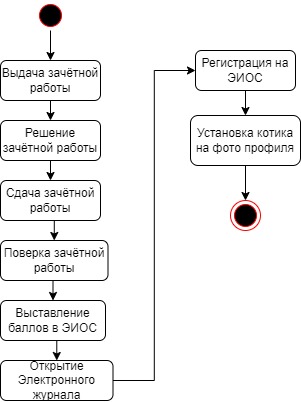 Выдача зачётной
работы
Решение
зачётной работы
Сдача зачётной
работы
Поверка зачётной
работы
Выставление
баллов в ЭИОС
Открытие
Электронного
журнала
Регистрация на
ЭИОС
Установка котика
на фото профиля